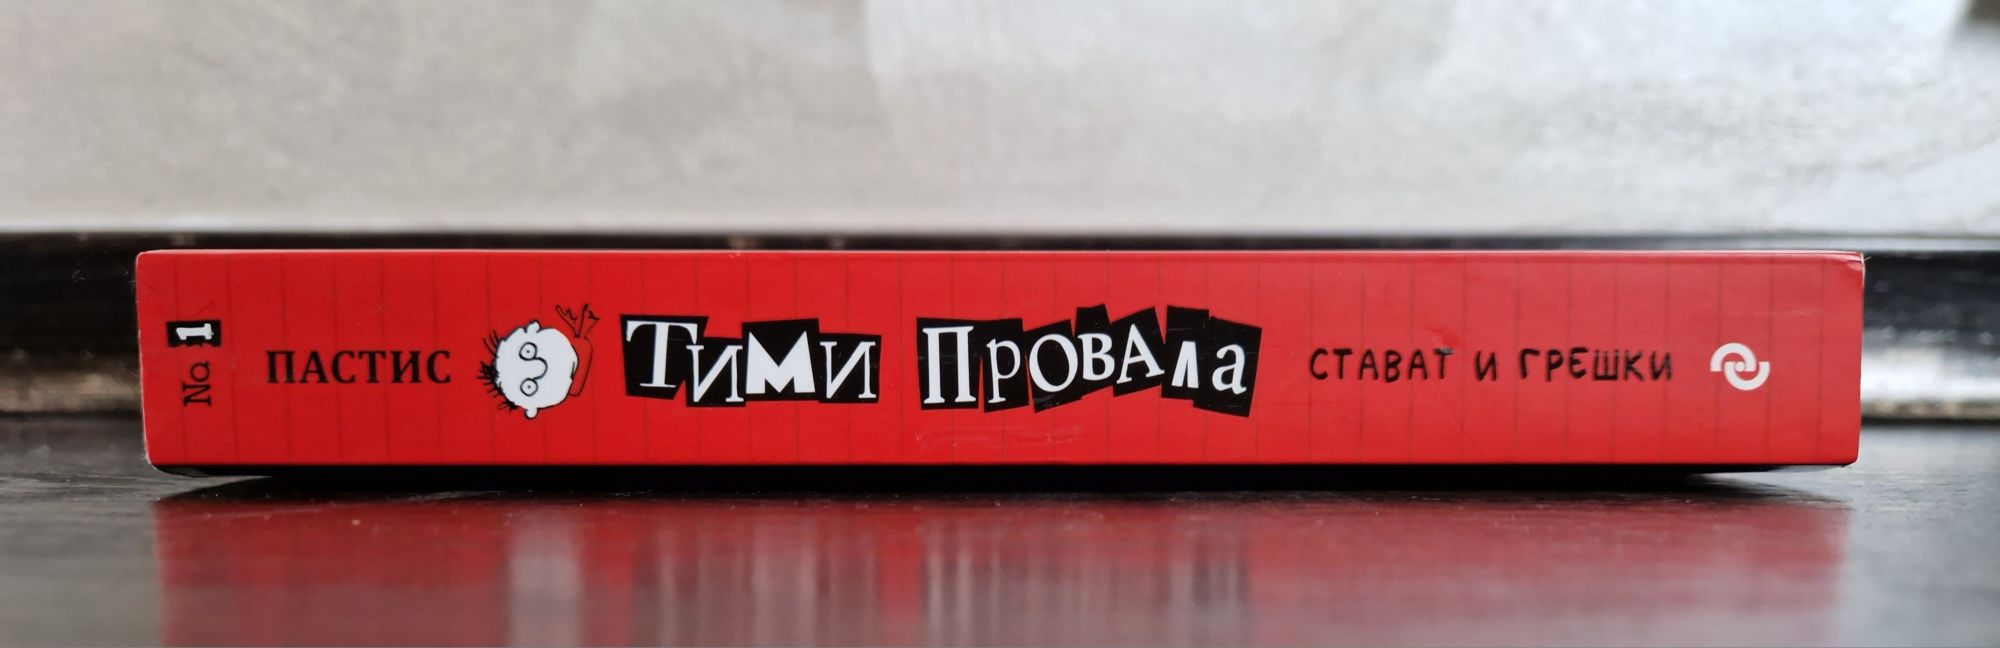 № 1
ПАСТИС
ТИМИ ПРОВАЛА
СТАВАТ И ГРЕШКИ